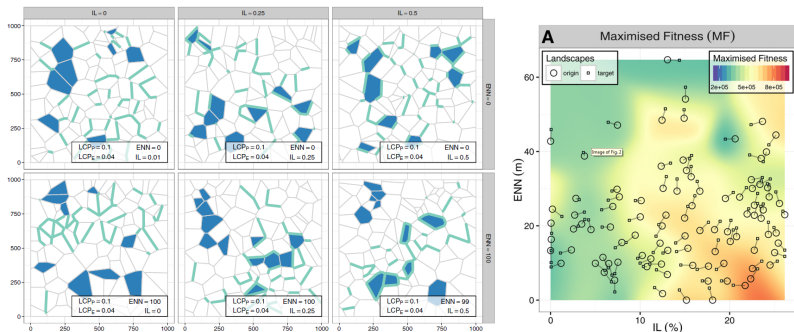 IL = 0
IL = 0.25
IL = 0.5
1000
750
500
250
0
LCP_P = 0.1 ENN = 0
LCP_E = 0.04 IL = 0.01
LCP_P = 0.1 ENN = 0
LCP_E = 0.04 IL = 0.25
LCP_P = 0.1 ENN = 0
LCP_E = 0.04 IL = 0.5
ENN = 0
1000
750
500
250
0
LCP_P = 0.1 ENN = 100
LCP_E = 0.04 IL = 0
LCP_P = 0.1 ENN = 100
LCP_E = 0.04 IL = 0.25
LCP_P = 0.1 ENN = 99
LCP_E = 0.04 IL = 0.5
ENN = 100
0 250 500 750 1000
0 250 500 750 1000
0 250 500 750 1000
A
Maximised Fitness (MF)
Landscapes
origin target
Maximised Fitness
2e+05 5e+05 8e+05
Image of Fig. 2
60
40
20
0
ENN (m)
0 10 20
IL (%)